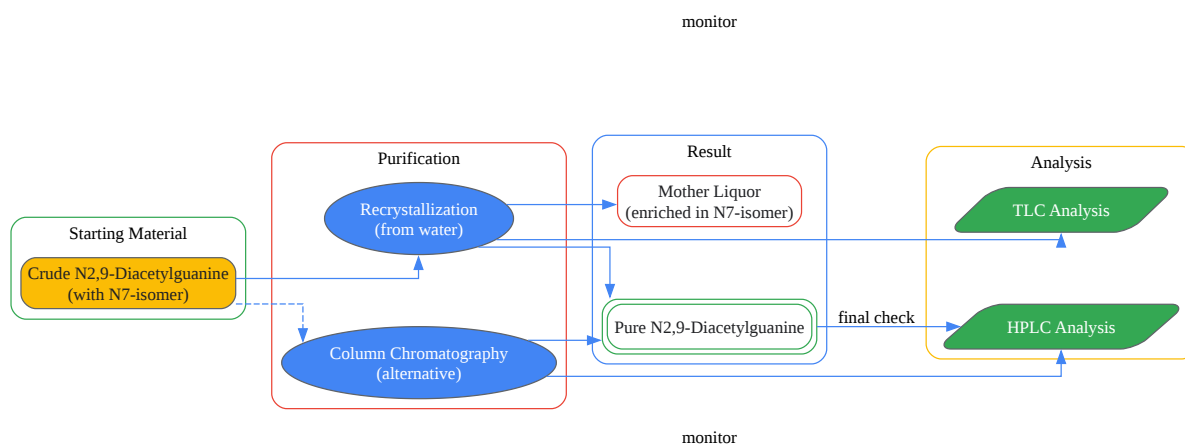 monitor
Purification
Result
Analysis
Mother Liquor
(enriched in N7-isomer)
Recrystallization
(from water)
TLC Analysis
Starting Material
Crude N2,9-Diacetylguanine
(with N7-isomer)
final check
Pure N2,9-Diacetylguanine
HPLC Analysis
Column Chromatography
(alternative)
monitor